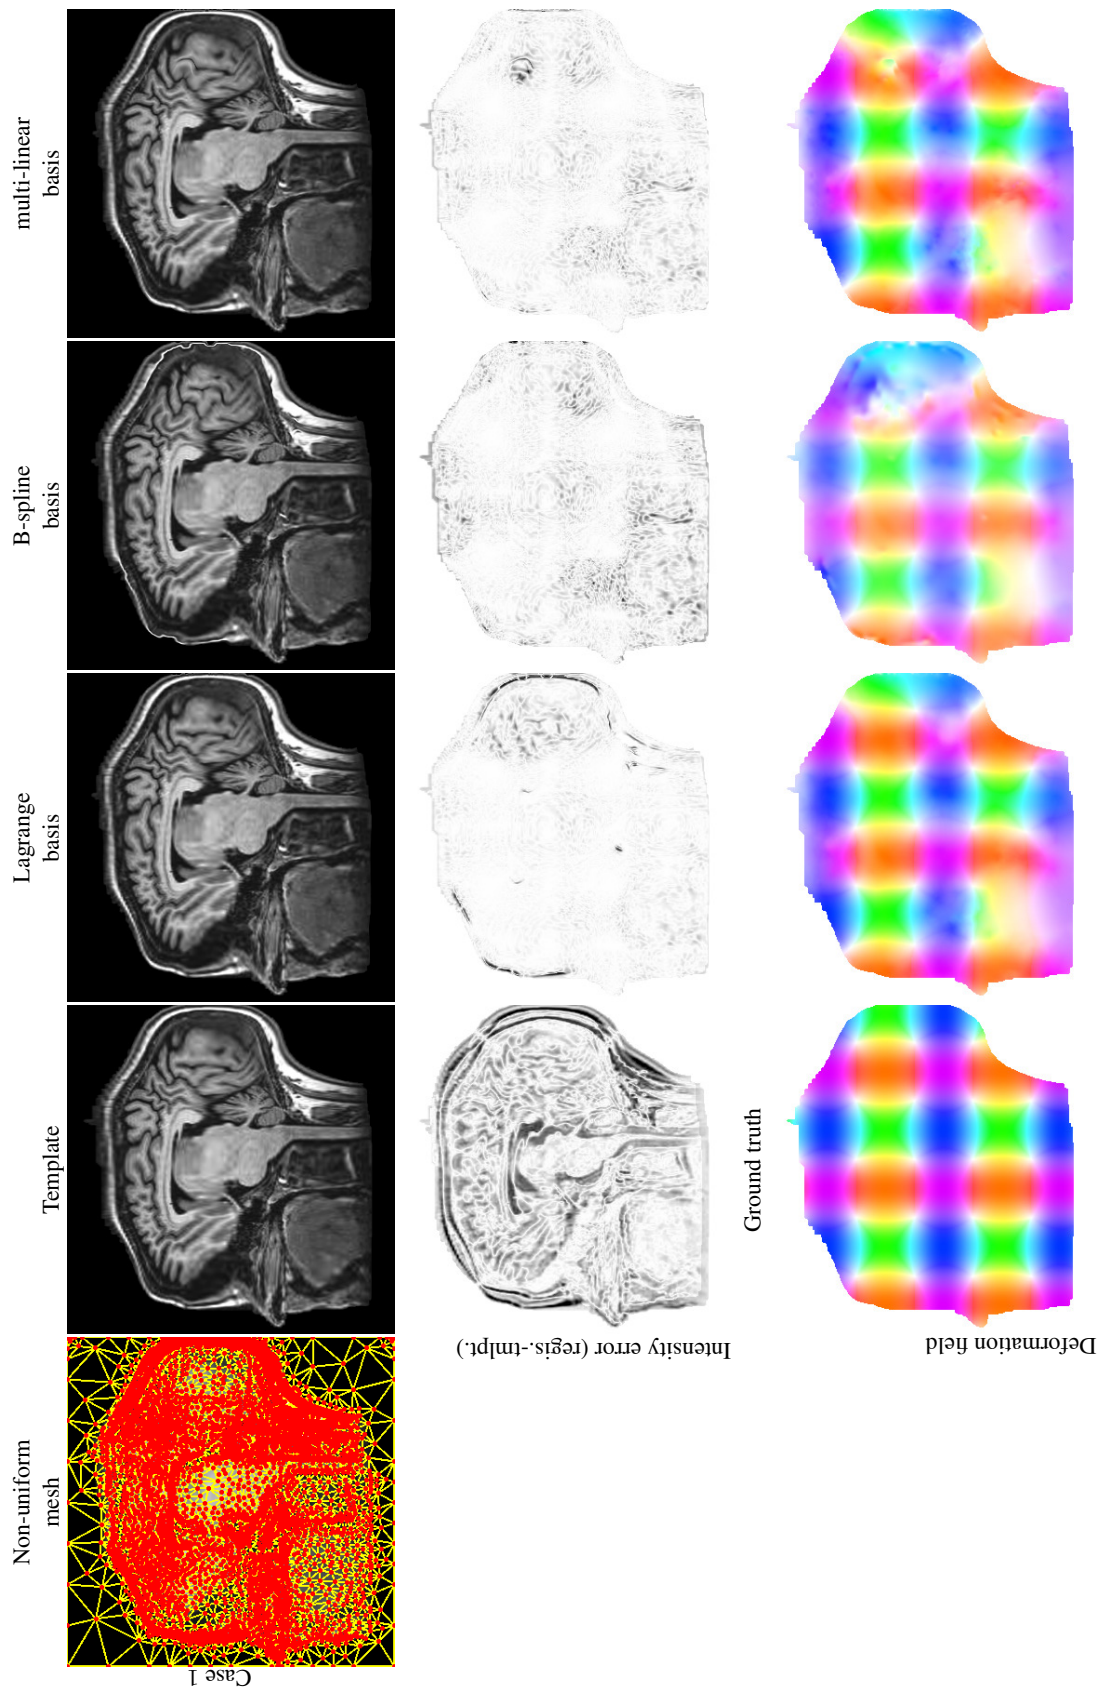 Non-uniform
mesh
Template
Lagrange
basis
B-spline
basis
multi-linear
basis
Case 1
Intensity error (regis.-tmlpt.)
Ground truth
Deformation field